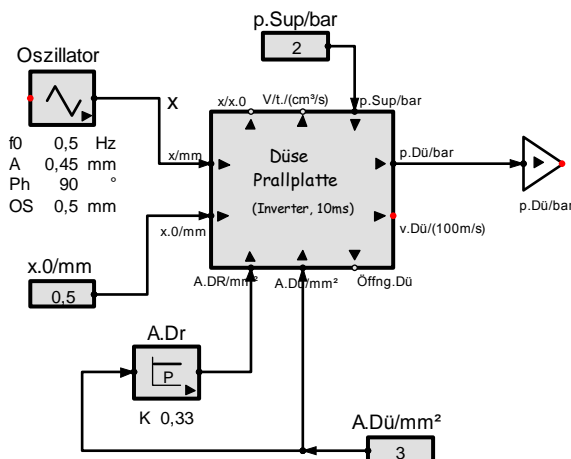 p.Sup/bar
2
Oszillator
x
f0 0,5 Hz
A 0,45 mm
Ph 90 °
OS 0,5 mm
x/x.0
V/t./(cm³/s)
p.Sup/bar
x/mm
Düse
Prallplatte
(Inverter, 10ms)
p.Dü/bar
p.Dü/bar
x.0/mm
v.Dü/(100m/s)
x.0/mm
0,5
A.DR/mm²
A.Dü/mm²
Öffng.Dü
A.Dr
P
K 0,33
A.Dü/mm²
3